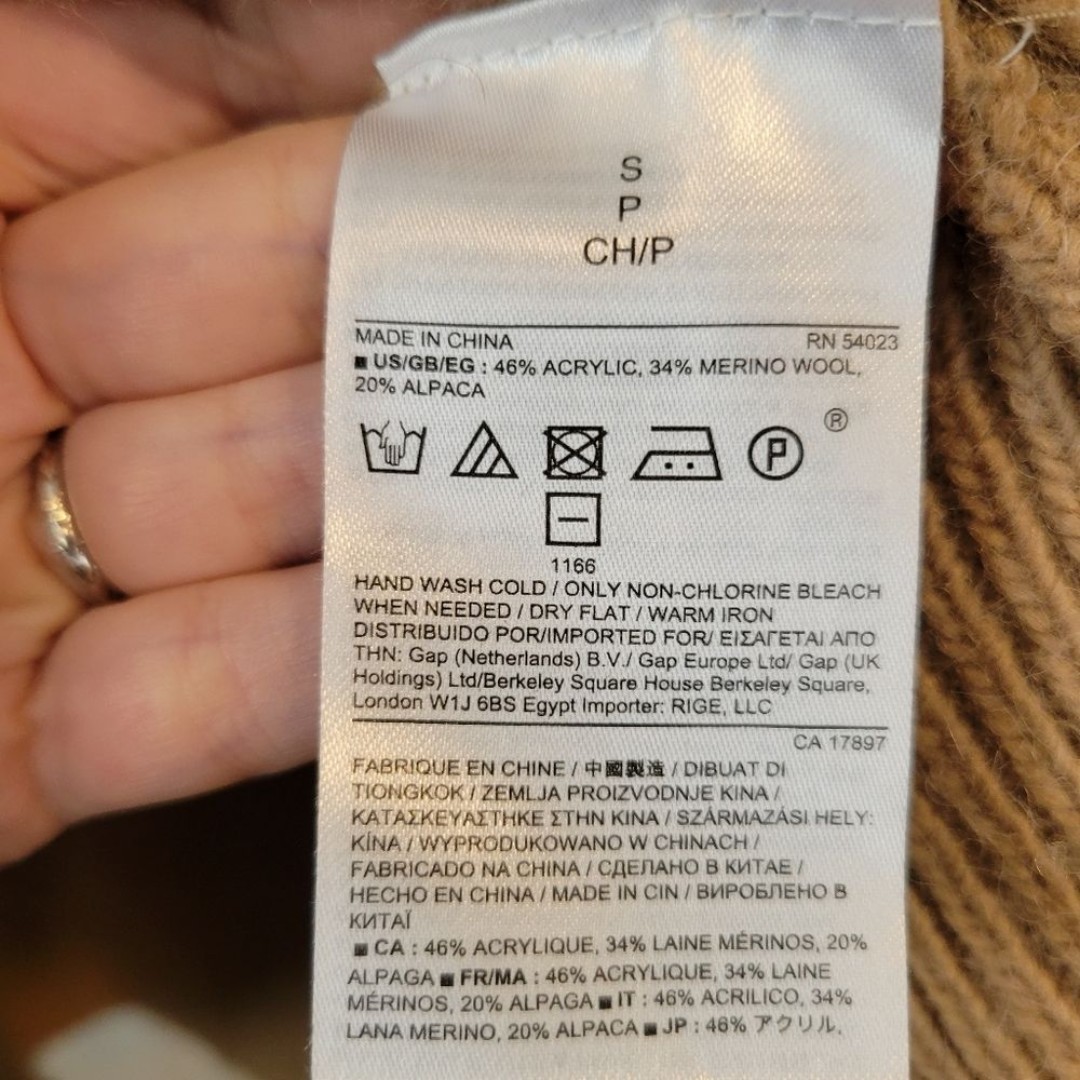 S
P
CH/P
MADE IN CHINA RN 54023
■ US/GB/EG : 46% ACRYLIC, 34% MERINO WOOL,
20% ALPACA
®
P
1166
HAND WASH COLD / ONLY NON-CHLORINE BLEACH
WHEN NEEDED / DRY FLAT / WARM IRON
DISTRIBUIDO POR/IMPORTED FOR/ ΕΙΣΑΓΕΤΑΙ ΑΠΟ
ΤΗΝ: Gap (Netherlands) B.V./ Gap Europe Ltd/ Gap (UK
Holdings) Ltd/Berkeley Square House Berkeley Square,
London W1J 6BS Egypt Importer: RIGE, LLC
CA 17897
FABRIQUE EN CHINE / 中國製造 / DIBUAT DI
TIONGKOK / ZEMLJA PROIZVODNJE KINA /
ΚΑΤΑΣΚΕΥΑΣΤΗΚΕ ΣΤΗΝ ΚΙΝΑ / SZÁRMAZÁSI HELY:
KÍNA / WYPRODUKOWANO W CHINACH /
FABRICADO NA CHINA / СДЕЛАНО В КИТАЕ /
HECHO EN CHINA / MADE IN CIN / ВИРОБЛЕНО В
КИТАЇ
■ CA : 46% ACRYLIQUE, 34% LAINE MÉRINOS, 20%
ALPAGA ■ FR/MA : 46% ACRYLIQUE, 34% LAINE
MÉRINOS, 20% ALPAGA ■ IT : 46% ACRILICO, 34%
LANA MERINO, 20% ALPACA ■ JP : 46% アクリル,